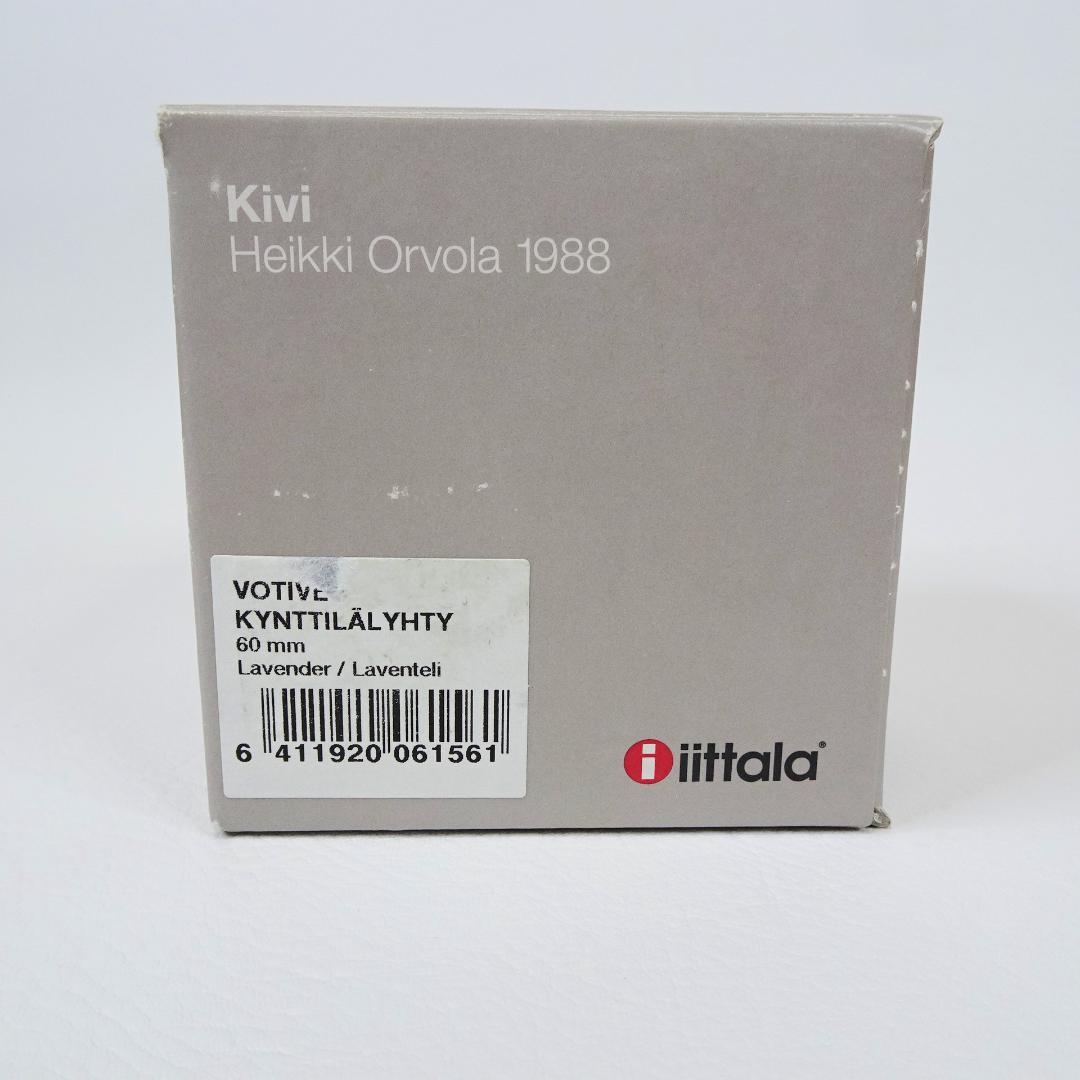 Kivi
Heikki Orvola 1988
VOTIVE
KYNTTILÄLYHTY
60 mm
Lavender / Laventeli
6 411920 061561
i iittala®